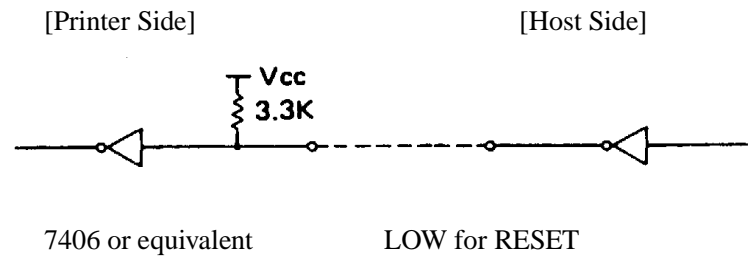 [Printer Side] [Host Side]
Vcc
3.3K
7406 or equivalent LOW for RESET